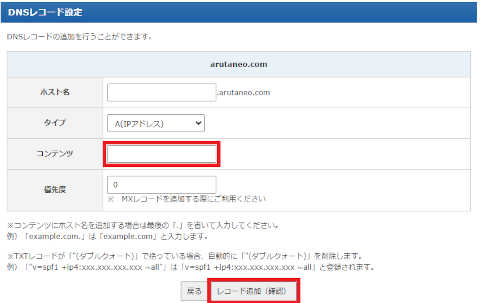 DNSレコード設定
DNSレコードの追加を行うことができます。
arutaneo.com
ホスト名
.arutaneo.com
タイプ
A(IPアドレス)
コンテンツ
優先度
0
※ MXレコードを追加する際にご利用ください
※コンテンツにホスト名を追加する場合は最後の「.」を省いて入力してください。
例）「example.com.」は「example.com」と入力します。
※TXTレコードが「"(ダブルクォート)」で括っている場合、自動的に「"(ダブルクォート)」を削除します。
例）「"v=spf1 +ip4:xxx.xxx.xxx.xxx ~all"」は「v=spf1 +ip4:xxx.xxx.xxx.xxx ~all」と登録されます。
戻る
レコード追加（確認）